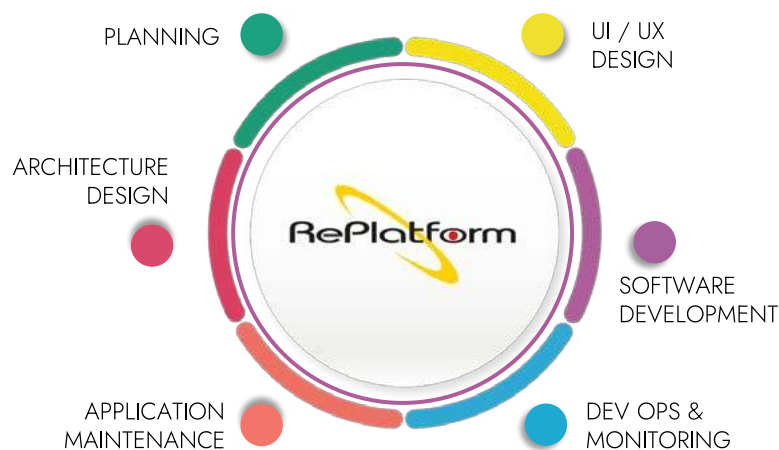 PLANNING
UI / UX
DESIGN
ARCHITECTURE
DESIGN
RePlatform
SOFTWARE
DEVELOPMENT
APPLICATION
MAINTENANCE
DEV OPS &
MONITORING